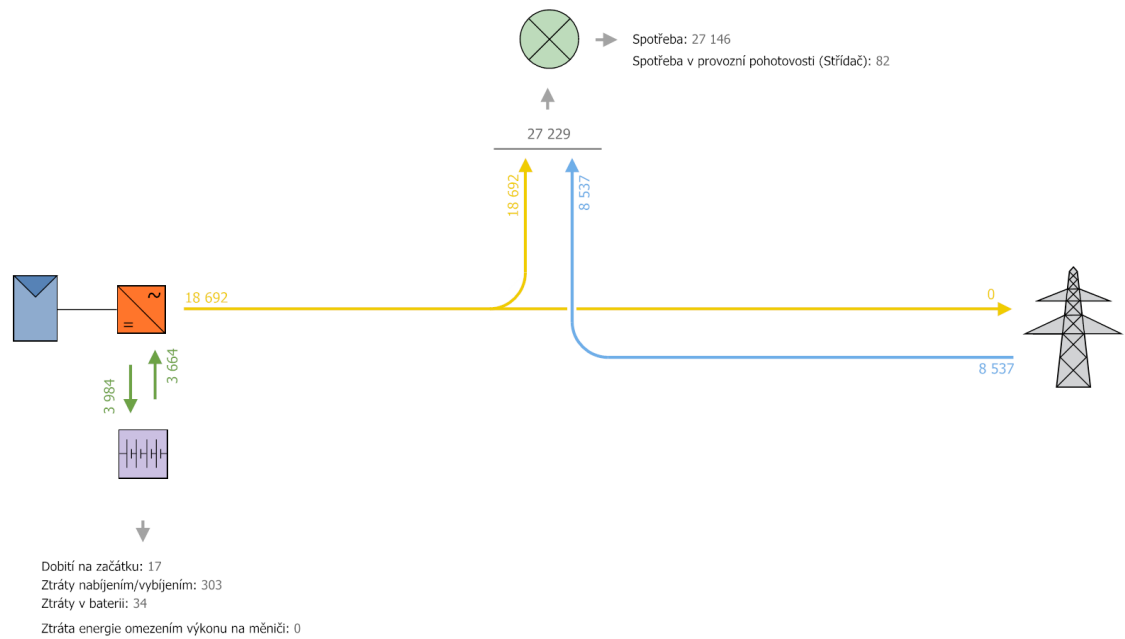 Spotřeba: 27 146
Spotřeba v provozní pohotovosti (Střídač): 82
27 229
18 692
8 537
18 692
0
8 537
3 984
3 664
Dobití na začátku: 17
Ztráty nabíjením/vybíjením: 303
Ztráty v baterii: 34
Ztráta energie omezením výkonu na měniči: 0